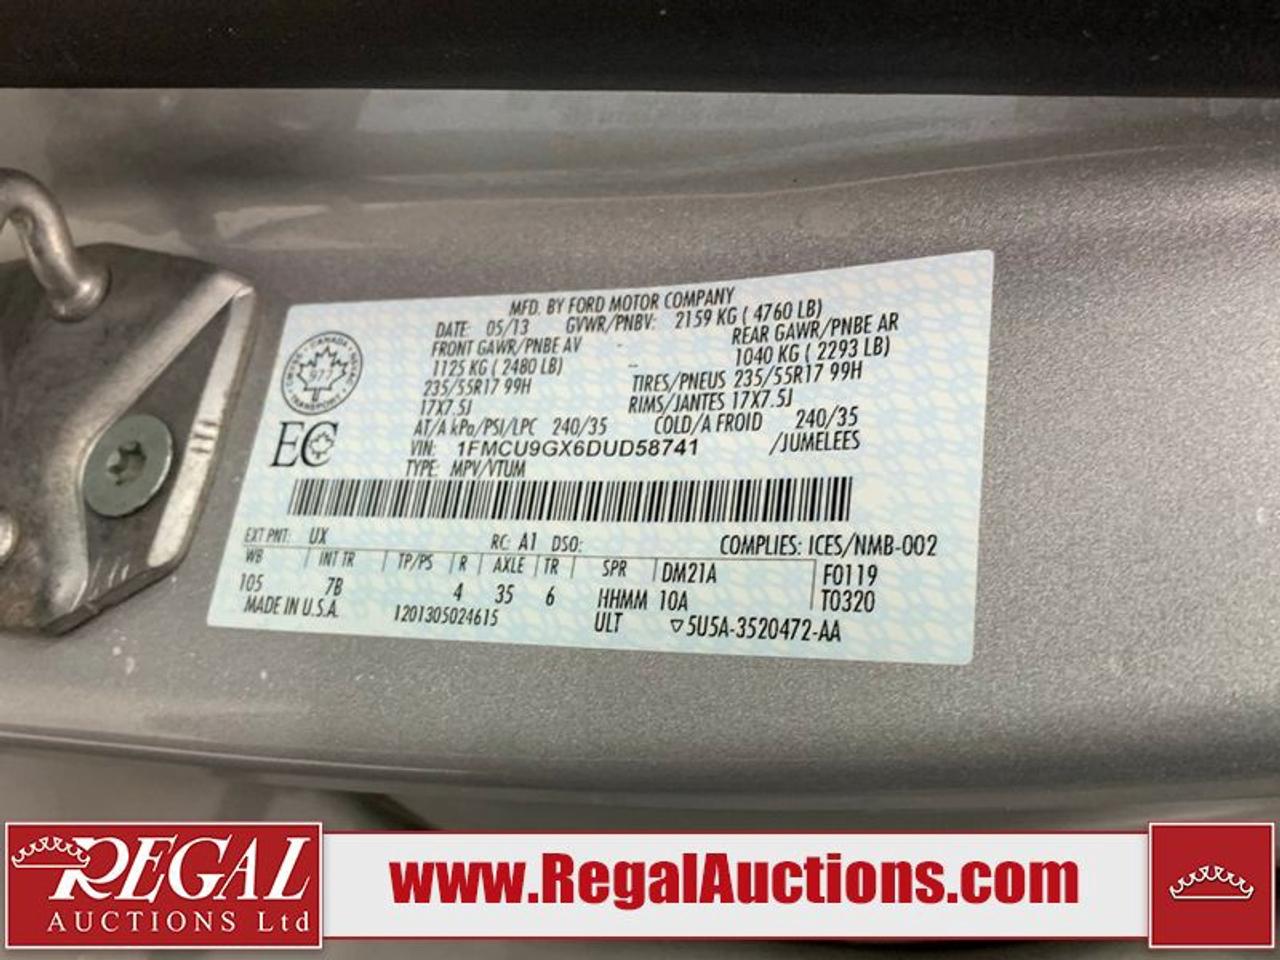 MFD. BY FORD MOTOR COMPANY
DATE: 05/13 GVWR/PNBV: 2159 KG ( 4760 LB)
FRONT GAWR/PNBE AV REAR GAWR/PNBE AR
1125 KG ( 2480 LB) 1040 KG ( 2293 LB)
235/55R17 99H TIRES/PNEUS 235/55R17 99H
17X7.5J RIMS/JANTES 17X7.5J
AT/A kPa/PSI/LPC 240/35 COLD/A FROID 240/35
VIN: 1FMCU9GX6DUD58741 /JUMELEES
TYPE: MPV/VTUM
CANADA
TRANSPORT
977
EC
EXT PNT: UX RC: A1 DSO: COMPLIES: ICES/NMB-002
WB INT TR TP/PS R AXLE TR SPR DM21A F0119
105 7B 4 35 6 HHMM 10A T0320
MADE IN U.S.A. 1201305024615 ULT ▽5U5A-3520472-AA
REGAL
AUCTIONS Ltd
www.RegalAuctions.com